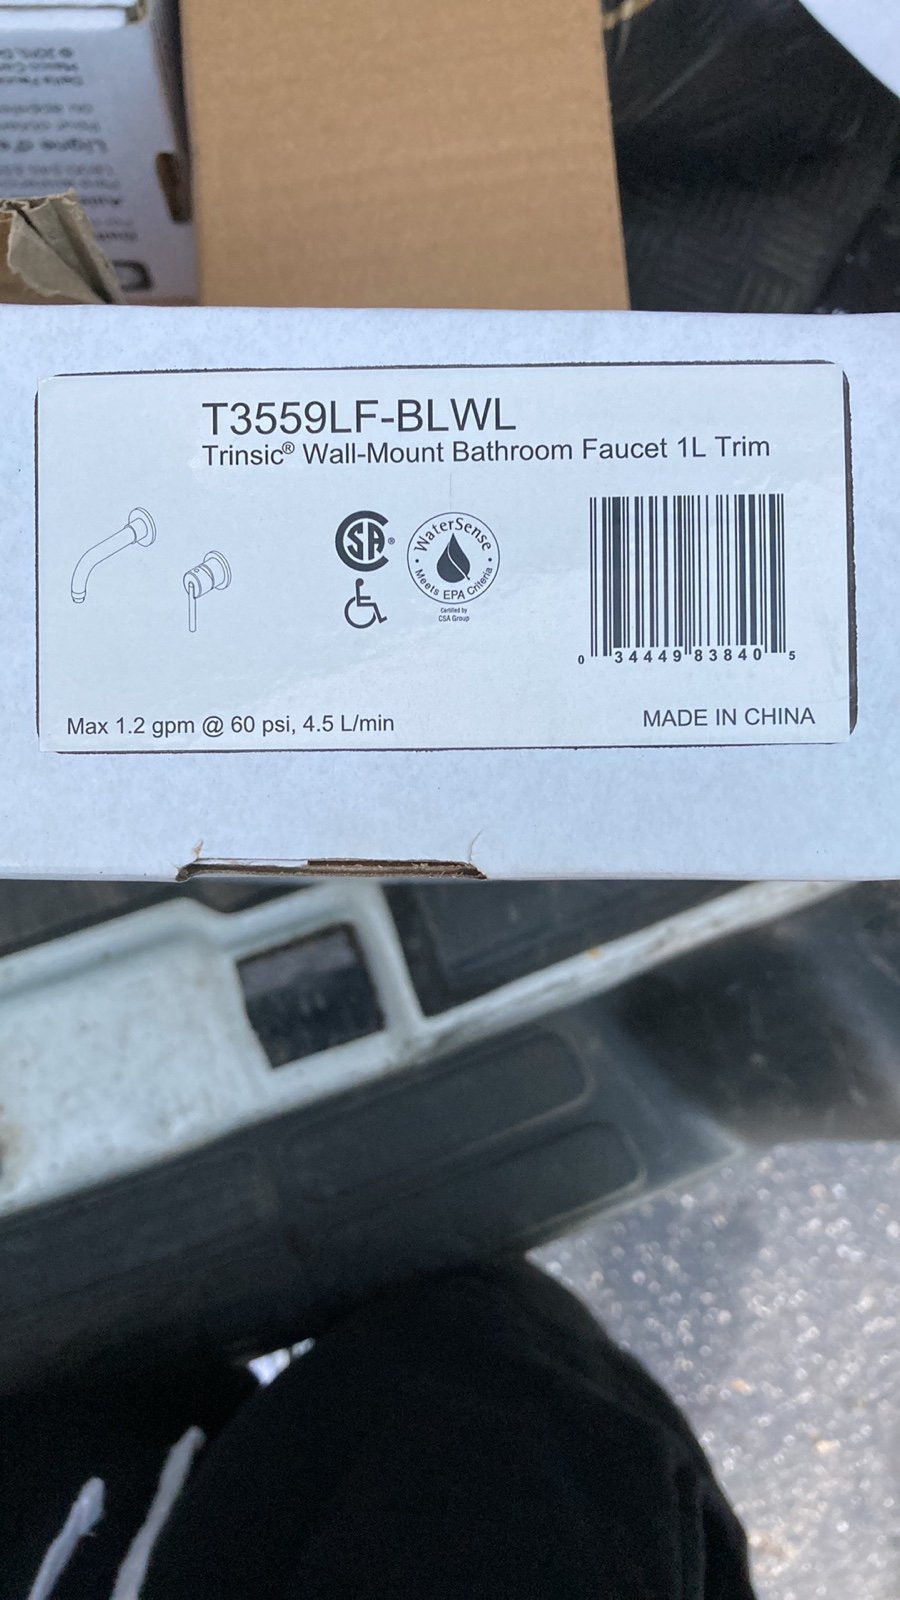 T3559LF-BLWL
Trinsic® Wall-Mount Bathroom Faucet 1L Trim
CSA®
WaterSense
Meets EPA Criteria
Certified by
CSA Group
0 34449 83840 5
Max 1.2 gpm @ 60 psi, 4.5 L/min
MADE IN CHINA